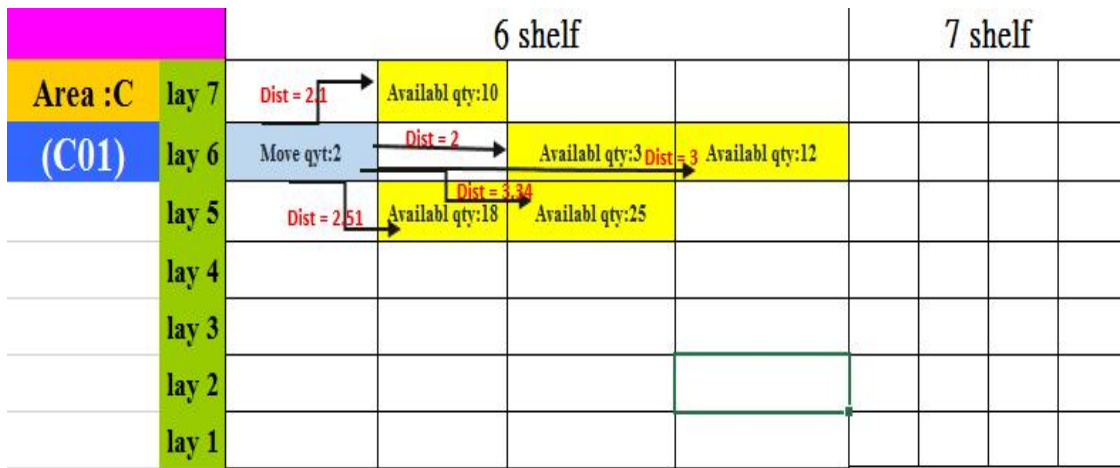 6 shelf
7 shelf
Area :C
lay 7
Dist = 2.1
Availabl qty:10
(C01)
lay 6
Move qyt:2
Dist = 2
Availabl qty:3
Dist = 3
Availabl qty:12
lay 5
Dist = 2.51
Availabl qty:18
Dist = 3.34
Availabl qty:25
lay 4
lay 3
lay 2
lay 1